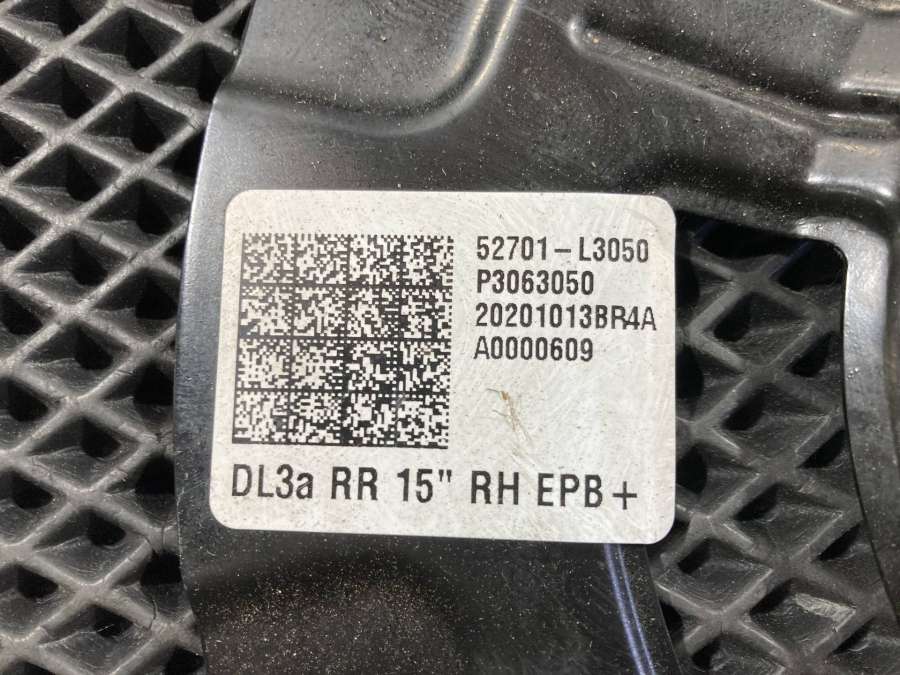 52701-L3050
P3063050
20201013BR4A
A0000609
DL3a RR 15" RH EPB+